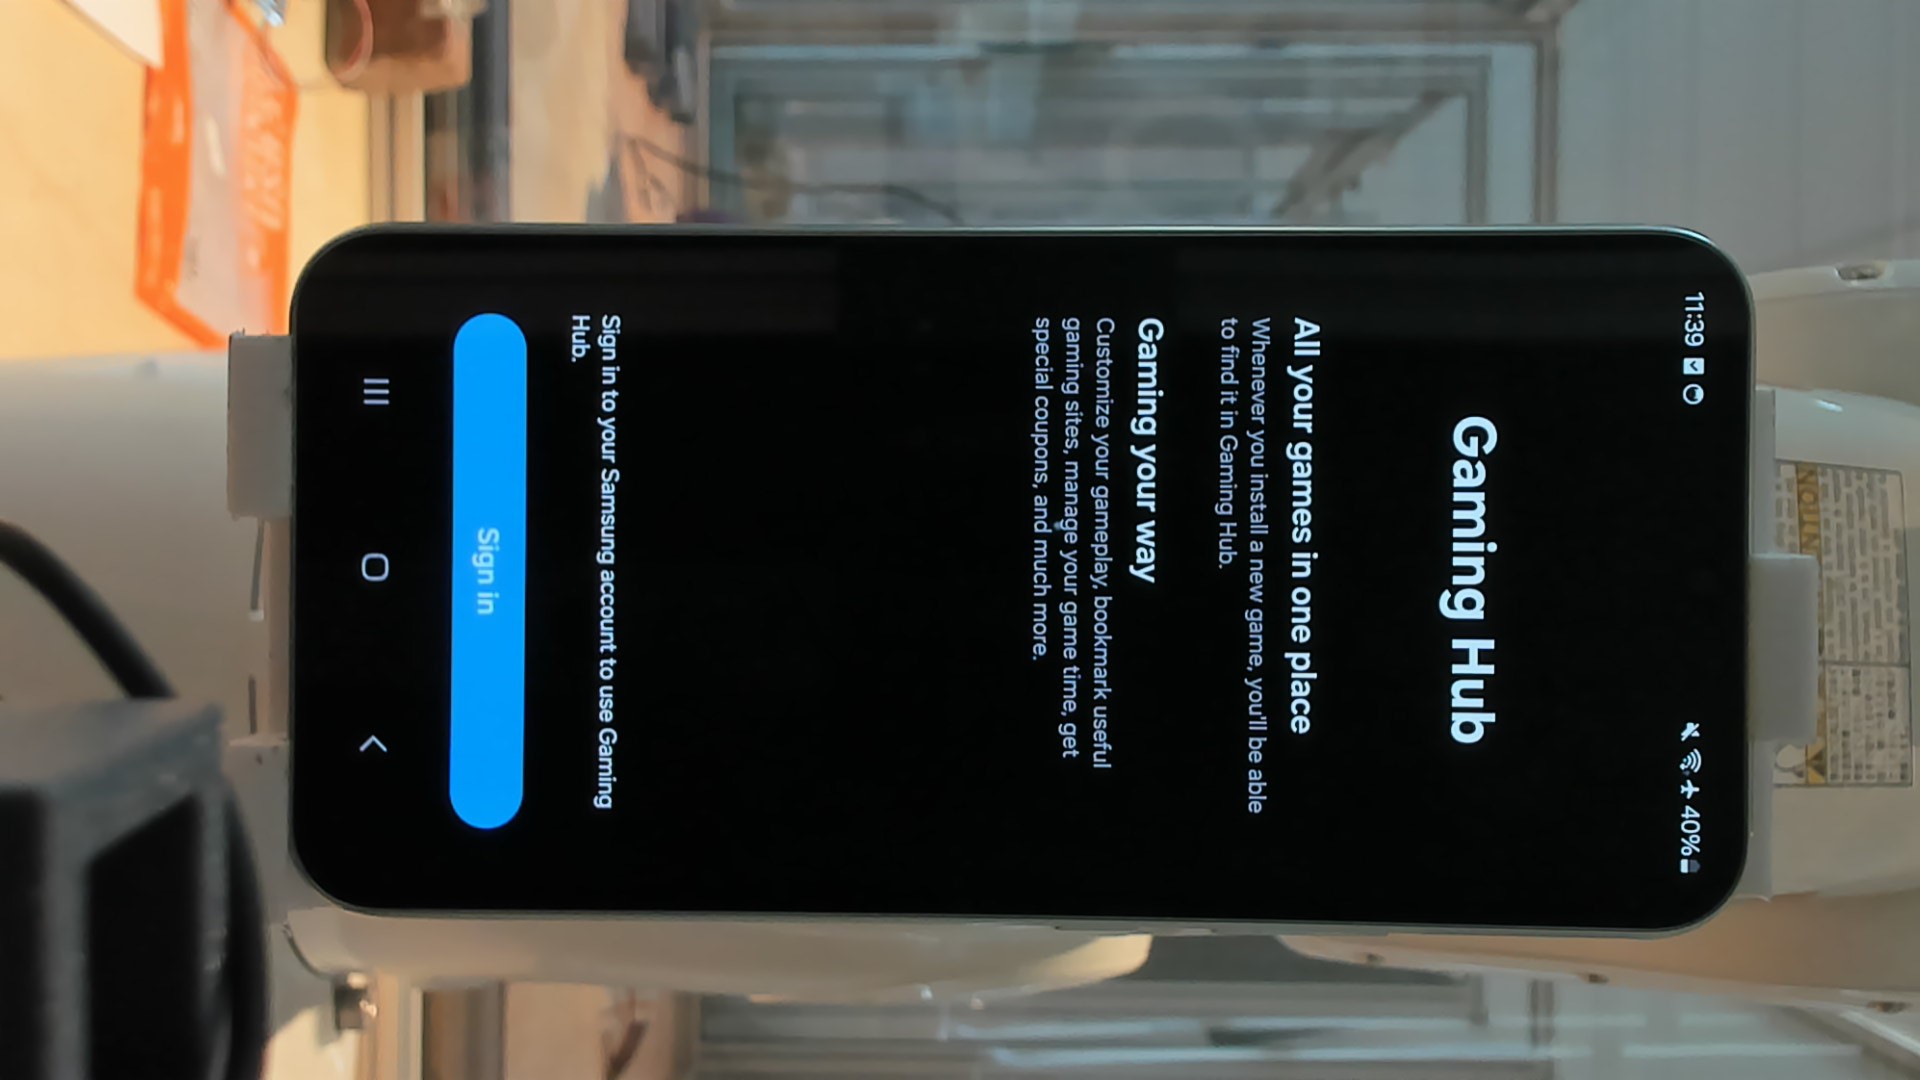 11:39
40%
Gaming Hub
All your games in one place
Whenever you install a new game, you'll be able
to find it in Gaming Hub.
Gaming your way
Customize your gameplay, bookmark useful
gaming sites, manage your game time, get
special coupons, and much more.
Sign in to your Samsung account to use Gaming
Hub.
Sign in